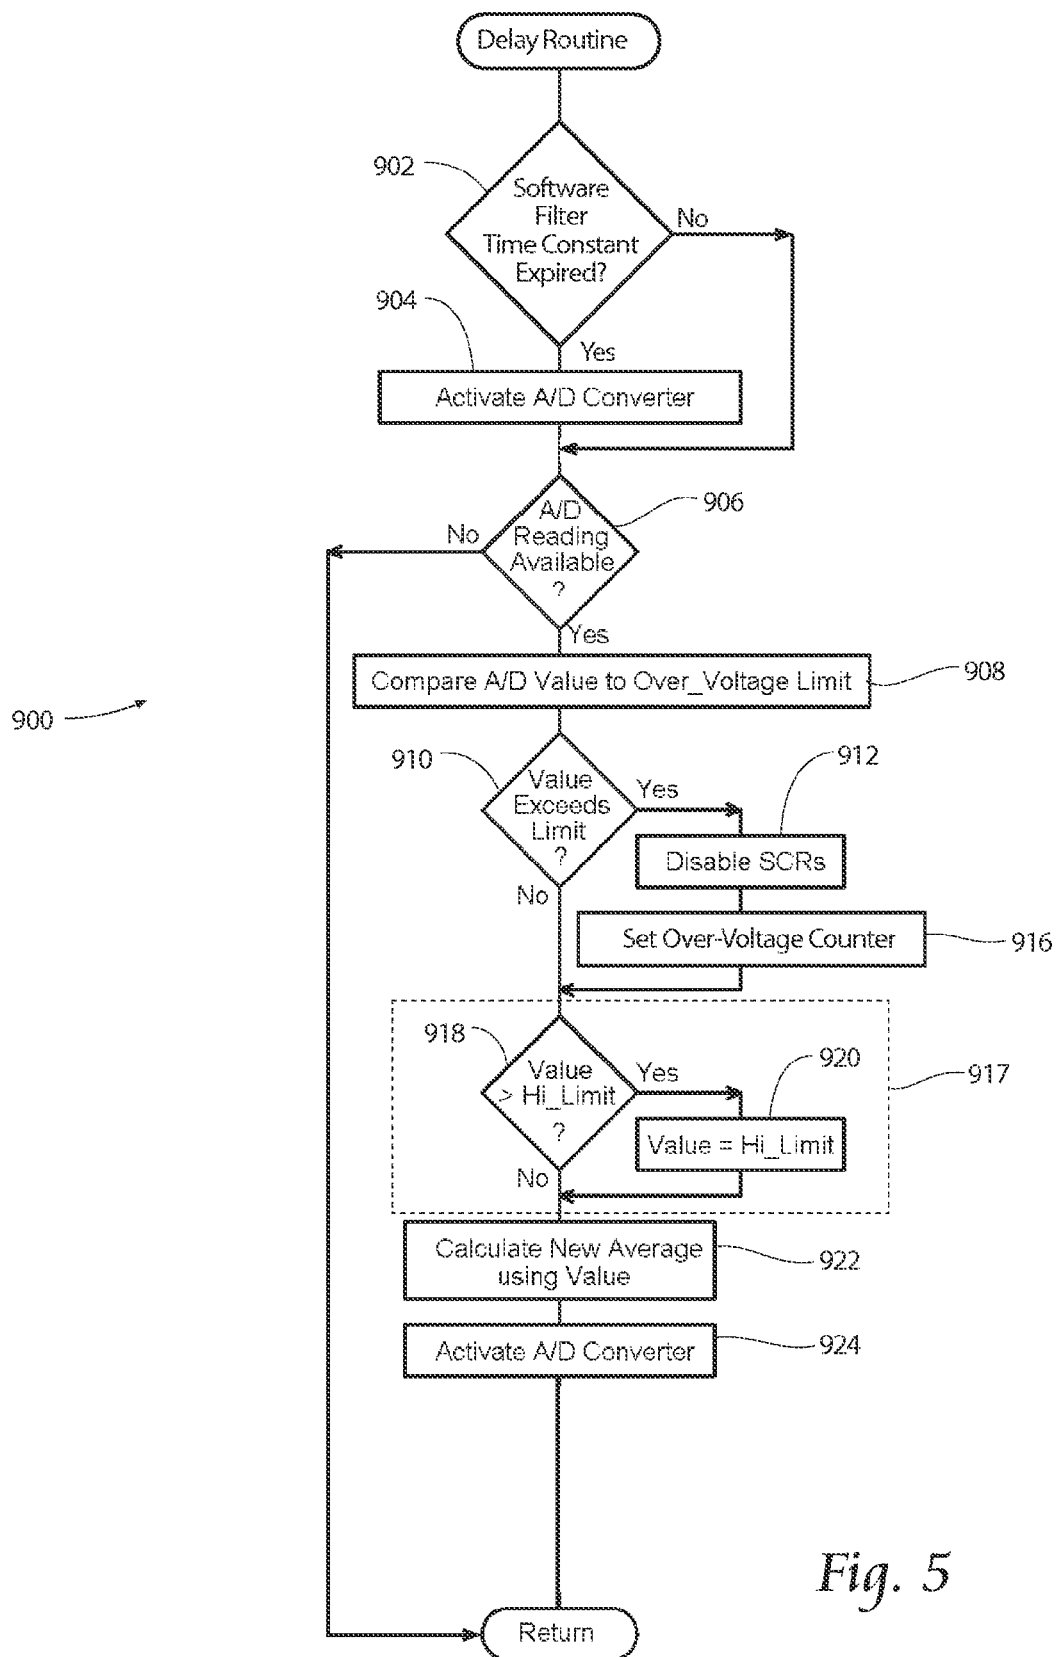 Delay Routine
902
Software
Filter
Time Constant
Expired?
No
904
Yes
Activate A/D Converter
A/D
Reading
Available
?
906
No
Yes
Compare A/D Value to Over_Voltage Limit
908
900
910
Value
Exceeds
Limit
?
Yes
912
Disable SCRs
No
Set Over-Voltage Counter
916
918
Value
> Hi_Limit
?
Yes
920
917
Value = Hi_Limit
No
Calculate New Average
using Value
922
Activate A/D Converter
924
Fig. 5
Return